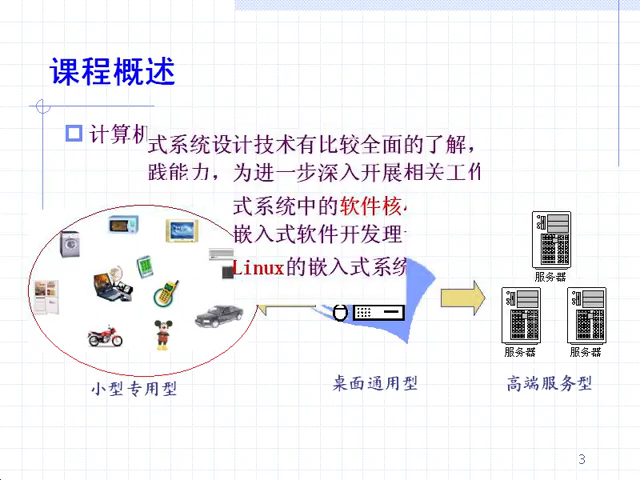 课程概述
计算机
式系统设计技术有比较全面的了解，
践能力，为进一步深入开展相关工作
式系统中的软件核
嵌入式软件开发理
Linux的嵌入式系统
服务器
服务器
服务器
小型专用型
桌面通用型
高端服务型
3